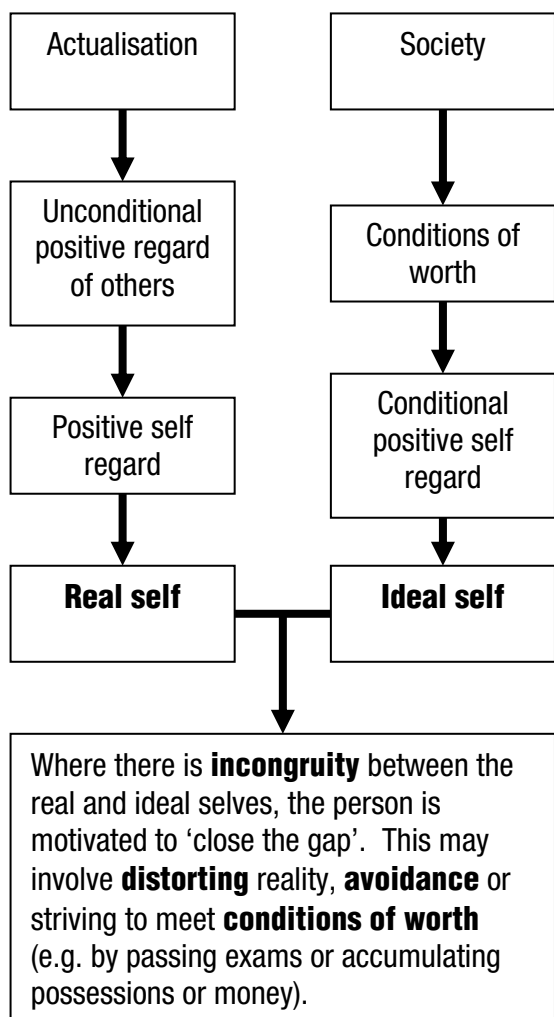 Actualisation
Society
Unconditional
positive regard
of others
Conditions of
worth
Positive self
regard
Conditional
positive self
regard
Real self
Ideal self
Where there is incongruity between the
real and ideal selves, the person is
motivated to ‘close the gap’. This may
involve distorting reality, avoidance or
striving to meet conditions of worth
(e.g. by passing exams or accumulating
possessions or money).